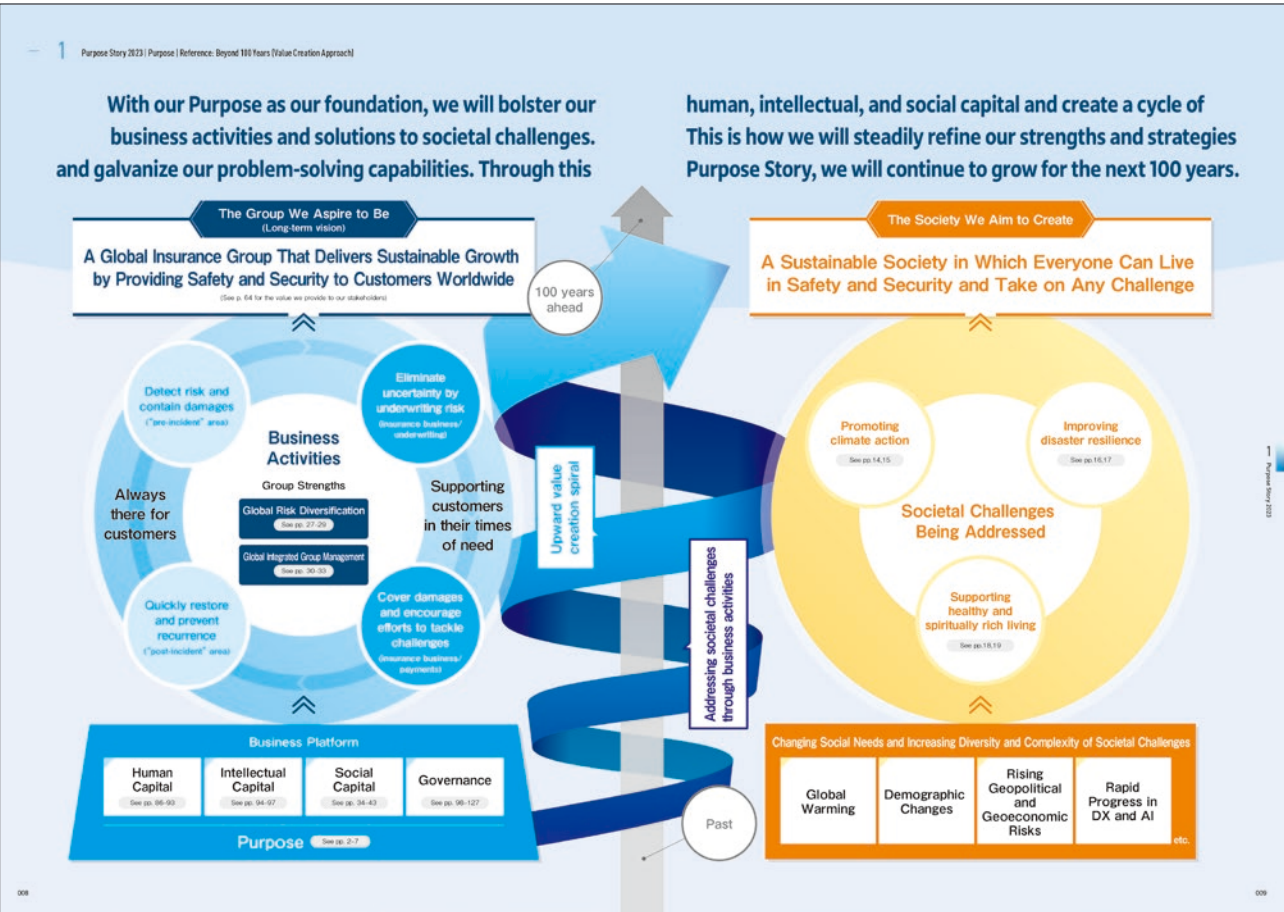 1 Purpose Story 2023 | Purpose | Reference: Beyond 100 Years (Value Creation Approach)
With our Purpose as our foundation, we will bolster our human, intellectual, and social capital and create a cycle of
business activities and solutions to societal challenges. This is how we will steadily refine our strengths and strategies
and galvanize our problem-solving capabilities. Through this Purpose Story, we will continue to grow for the next 100 years.
The Group We Aspire to Be
(Long-term vision)
A Global Insurance Group That Delivers Sustainable Growth
by Providing Safety and Security to Customers Worldwide
(See p. 64 for the value we provide to our stakeholders)
Detect risk and
contain damages
("pre-incident" area)
Eliminate
uncertainty by
underwriting risk
(insurance business/
underwriting)
Business
Activities
Group Strengths
Global Risk Diversification
See pp. 27-29
Global Integrated Group Management
See pp. 30-33
Always
there for
customers
Supporting
customers
in their times
of need
Quickly restore
and prevent
recurrence
("post-incident" area)
Cover damages
and encourage
efforts to tackle
challenges
(insurance business/
payments)
Business Platform
Human
Capital
See pp. 86-93
Intellectual
Capital
See pp. 94-97
Social
Capital
See pp. 34-43
Governance
See pp. 98-127
Purpose See pp. 2-7
100 years
ahead
Upward value
creation spiral
Addressing societal challenges
through business activities
Past
The Society We Aim to Create
A Sustainable Society in Which Everyone Can Live
in Safety and Security and Take on Any Challenge
Promoting
climate action
See pp.14,15
Improving
disaster resilience
See pp.16,17
Societal Challenges
Being Addressed
Supporting
healthy and
spiritually rich living
See pp.18,19
Changing Social Needs and Increasing Diversity and Complexity of Societal Challenges
Global
Warming
Demographic
Changes
Rising
Geopolitical
and
Geoeconomic
Risks
Rapid
Progress in
DX and AI
etc.
1 Purpose Story 2023
008
009